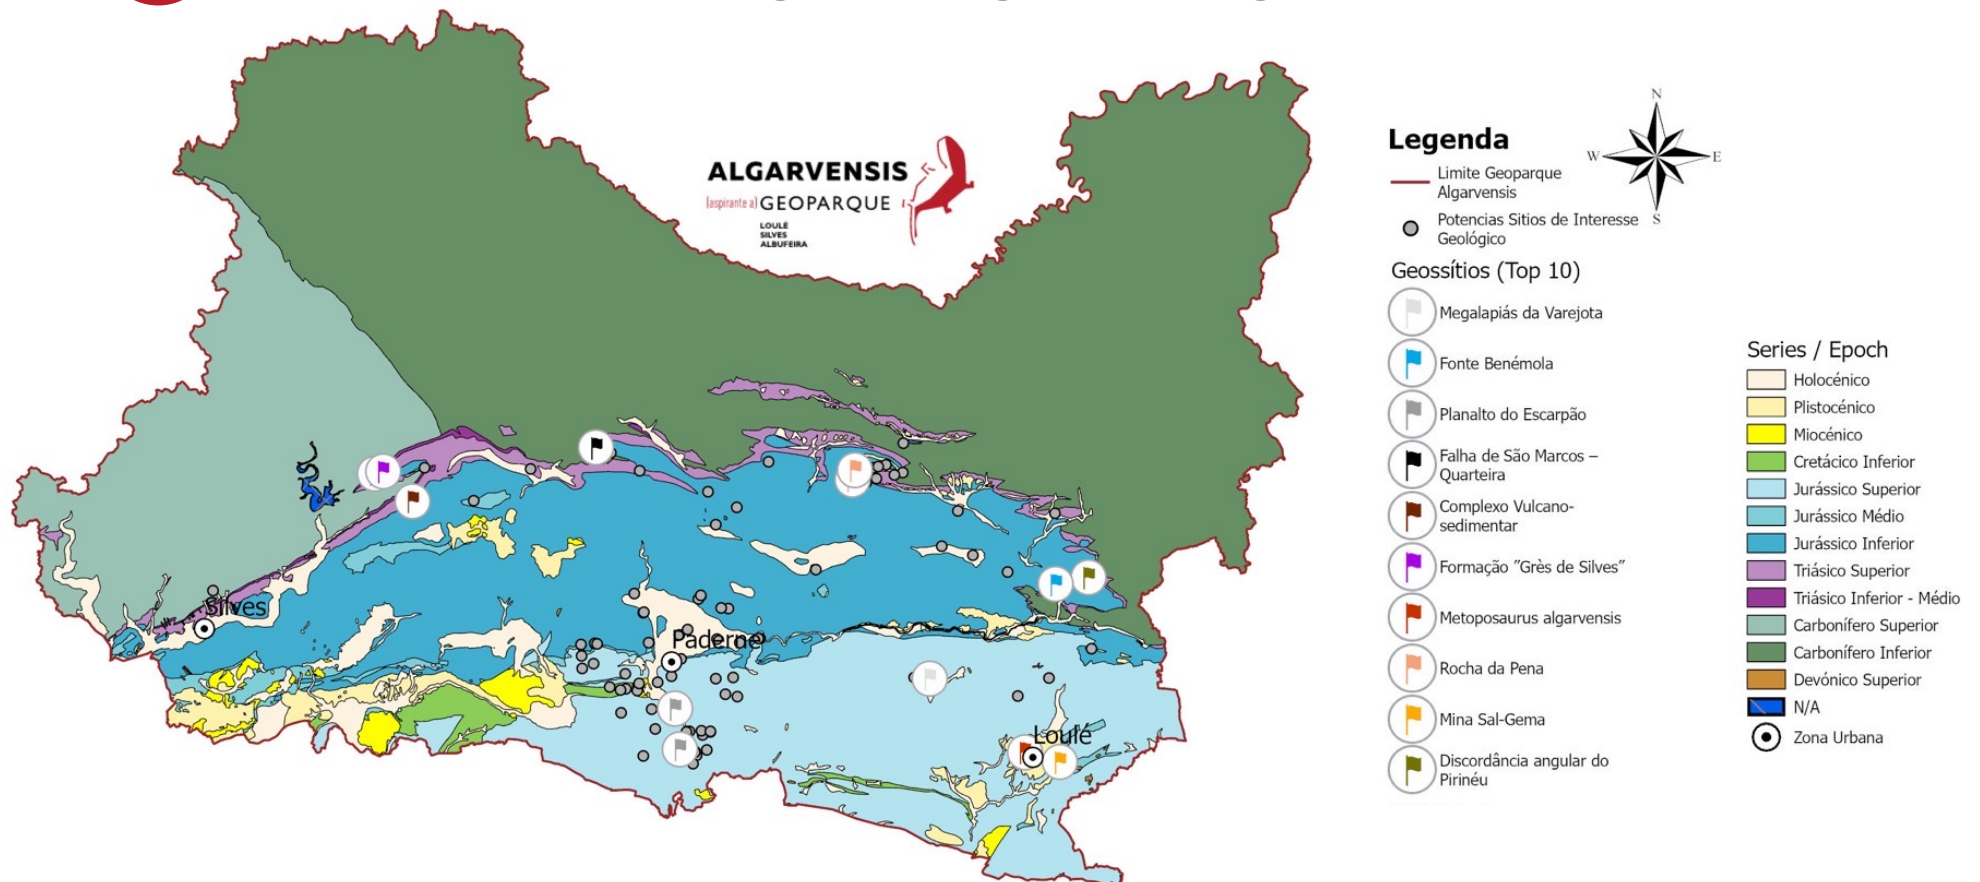 ALGARVENSIS
(aspirante a) GEOPARQUE
LOULÉ
SILVES
ALBUFEIRA
Silves
Paderne
Loulé
Legenda
N
W
E
S
Limite Geoparque
Algarvensis
Potencias Sitios de Interesse
Geológico
Geossítios (Top 10)
Megalapiás da Varejota
Fonte Benémola
Planalto do Escarpão
Falha de São Marcos –
Quarteira
Complexo Vulcano-
sedimentar
Formação "Grès de Silves"
Metoposaurus algarvensis
Rocha da Pena
Mina Sal-Gema
Discordância angular do
Pirinéu
Series / Epoch
Holocénico
Plistocénico
Miocénico
Cretácico Inferior
Jurássico Superior
Jurássico Médio
Jurássico Inferior
Triásico Superior
Triásico Inferior - Médio
Carbonífero Superior
Carbonífero Inferior
Devónico Superior
N/A
Zona Urbana